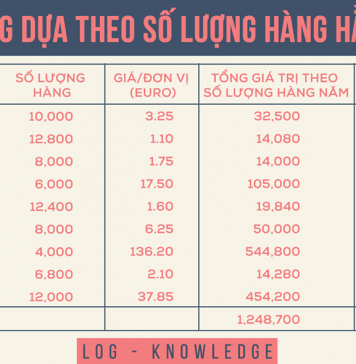 G DỰA THEO SỐ LƯỢNG HÀNG
SỐ LƯỢNG HÀNG GIÁ/ĐƠN VỊ (EURO) TỔNG GIÁ TRỊ THEO SỐ LƯỢNG HÀNG NĂM
10,000 3.25 32,500
12,800 1.10 14,080
8,000 1.75 14,000
6,000 17.50 105,000
12,400 1.60 19,840
8,000 6.25 50,000
4,000 136.20 544,800
6,800 2.10 14,280
12,000 37.85 454,200
1,248,700
LOG - KNOWLEDGE